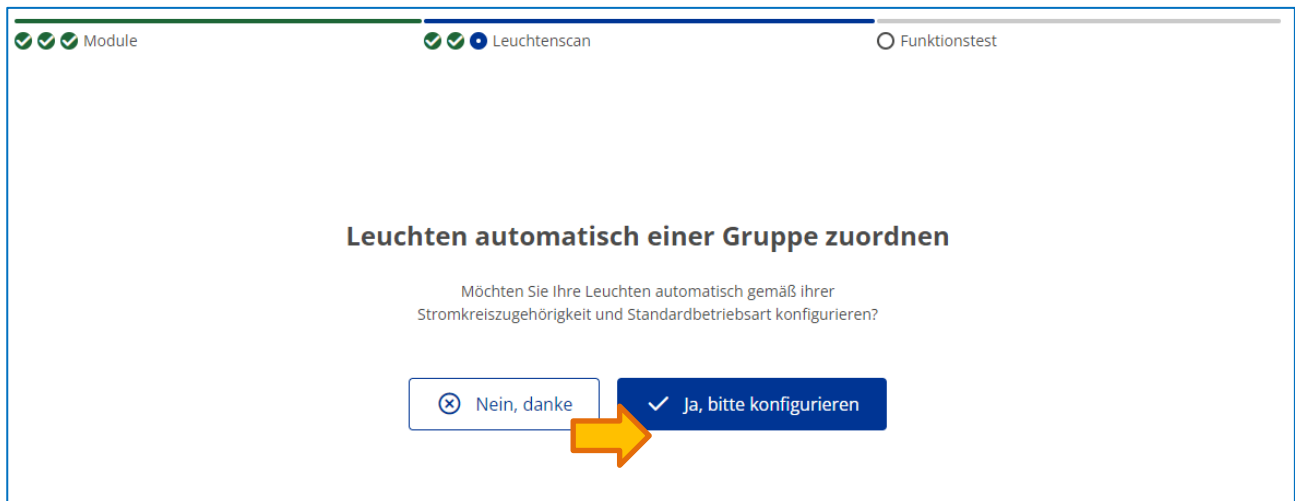 Module
Leuchtenscan
Funktionstest
Leuchten automatisch einer Gruppe zuordnen
Möchten Sie Ihre Leuchten automatisch gemäß ihrer
Stromkreiszugehörigkeit und Standardbetriebsart konfigurieren?
Nein, danke
Ja, bitte konfigurieren